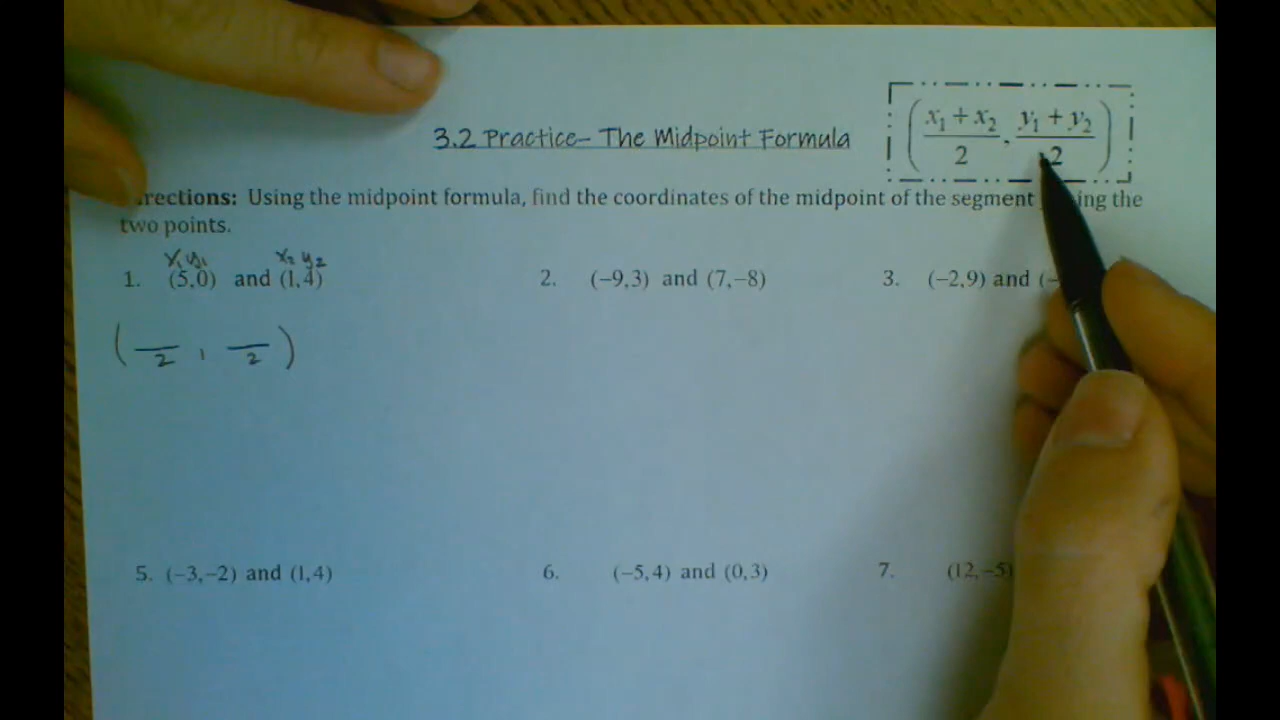 3.2 Practice- The Midpoint Formula
(x₁ + x₂ / 2 , y₁ + y₂ / 2)
Using the midpoint formula, find the coordinates of the midpoint of the segment the
two points.
x₁ y₁ x₂ y₂
1. (5,0) and (1,4) 2. (−9,3) and (7,−8) 3. (−2,9) and (−
( /2 , /2 )
5. (−3,−2) and (1,4) 6. (−5,4) and (0,3) 7. (12,−5)